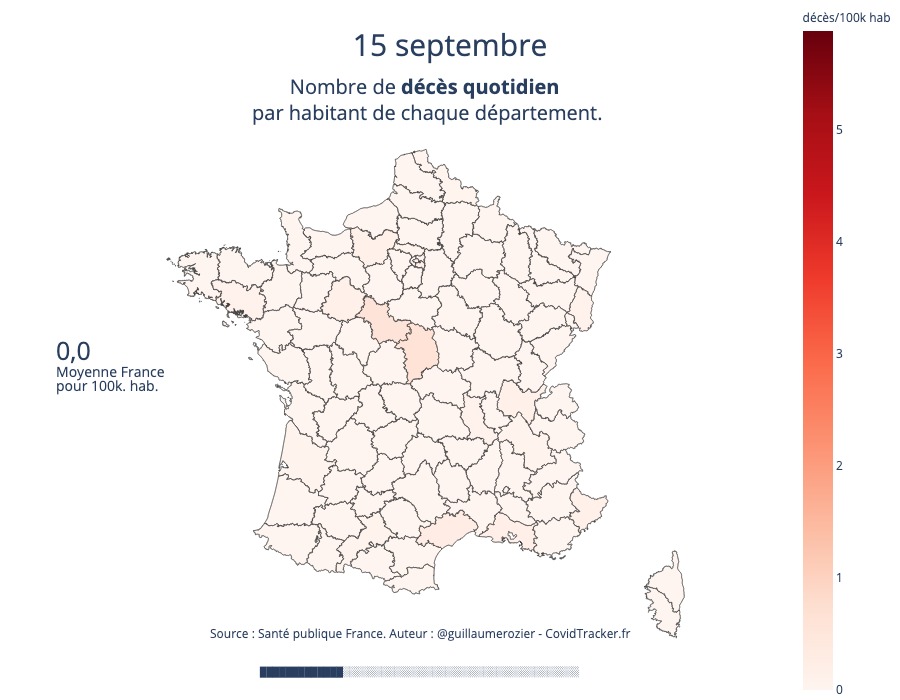 décès/100k hab
15 septembre
Nombre de décès quotidien
par habitant de chaque département.
5
4
3
2
1
0
0,0
Moyenne France
pour 100k. hab.
Source : Santé publique France. Auteur : @guillaumerozier - CovidTracker.fr